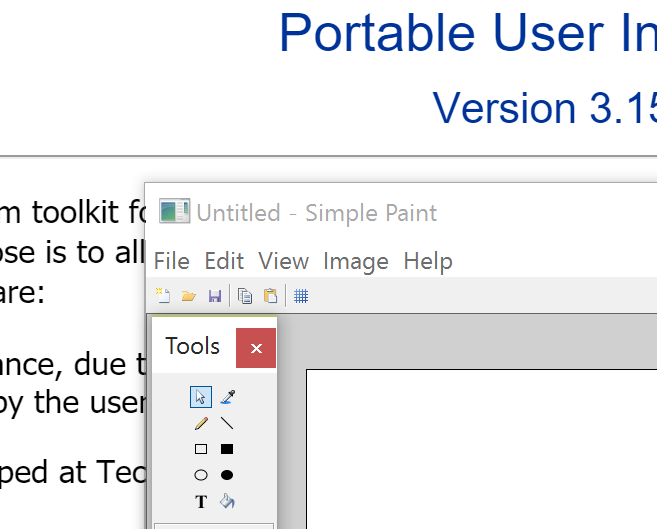 Portable User In
Version 3.15
m toolkit fo
ose is to all
are:
ance, due t
by the user
ped at Tec
Untitled - Simple Paint
File Edit View Image Help
Tools
T